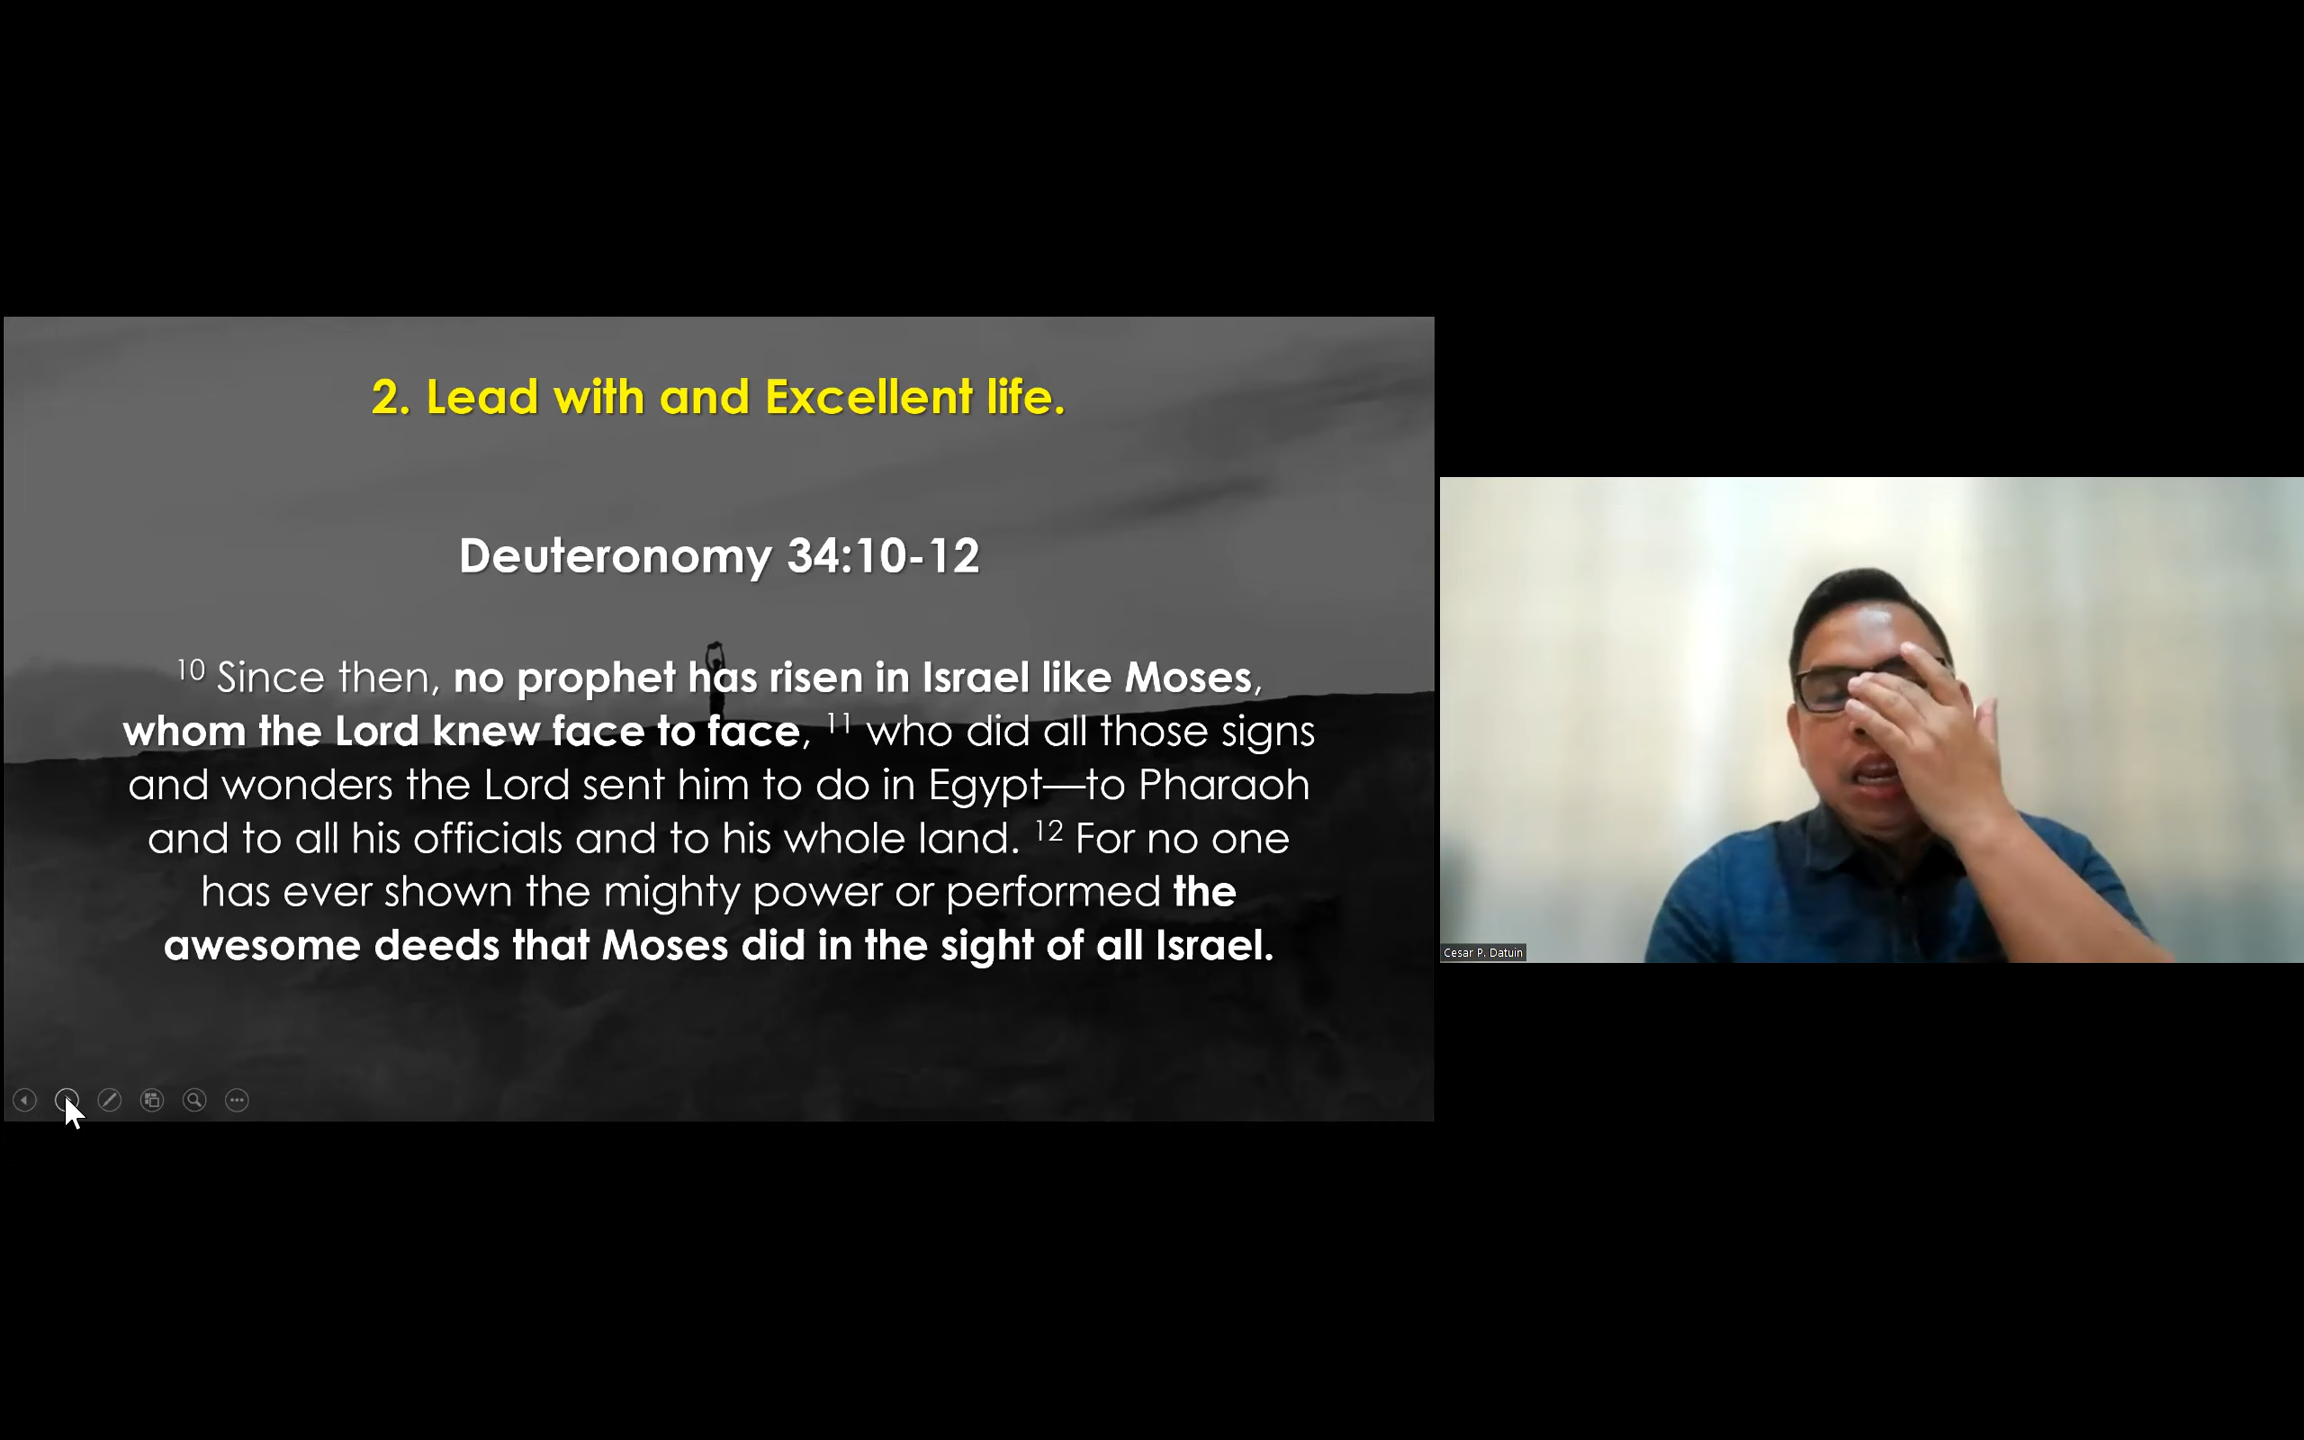 2. Lead with and Excellent life.
Deuteronomy 34:10-12
10 Since then, no prophet has risen in Israel like Moses,
whom the Lord knew face to face, 11 who did all those signs
and wonders the Lord sent him to do in Egypt—to Pharaoh
and to all his officials and to his whole land. 12 For no one
has ever shown the mighty power or performed the
awesome deeds that Moses did in the sight of all Israel.
Cesar P. Datuin